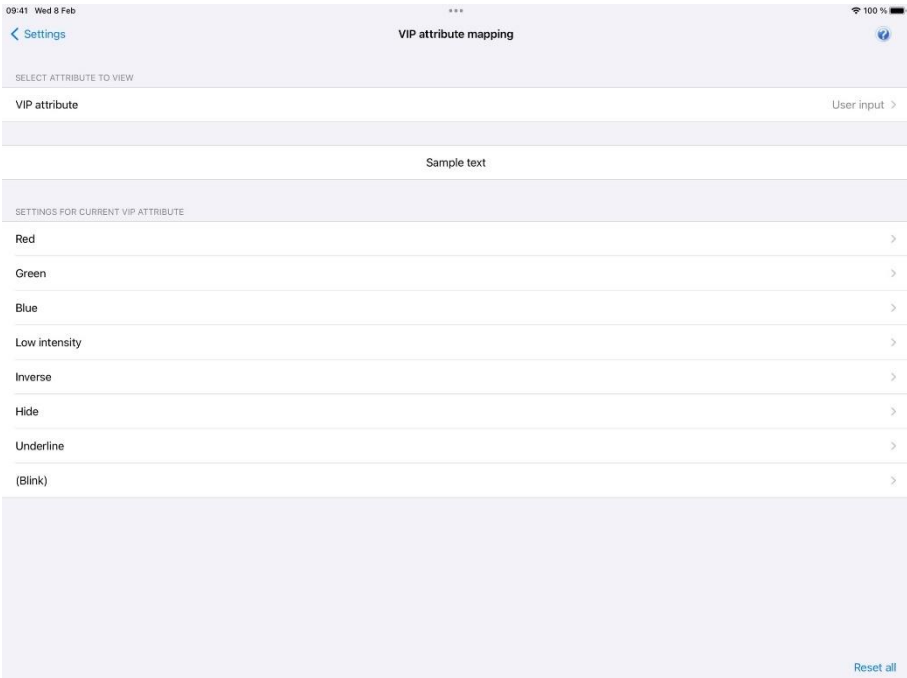 09:41 Wed 8 Feb
100 %
Settings
VIP attribute mapping
?
SELECT ATTRIBUTE TO VIEW
VIP attribute User input
Sample text
SETTINGS FOR CURRENT VIP ATTRIBUTE
Red
Green
Blue
Low intensity
Inverse
Hide
Underline
(Blink)
Reset all